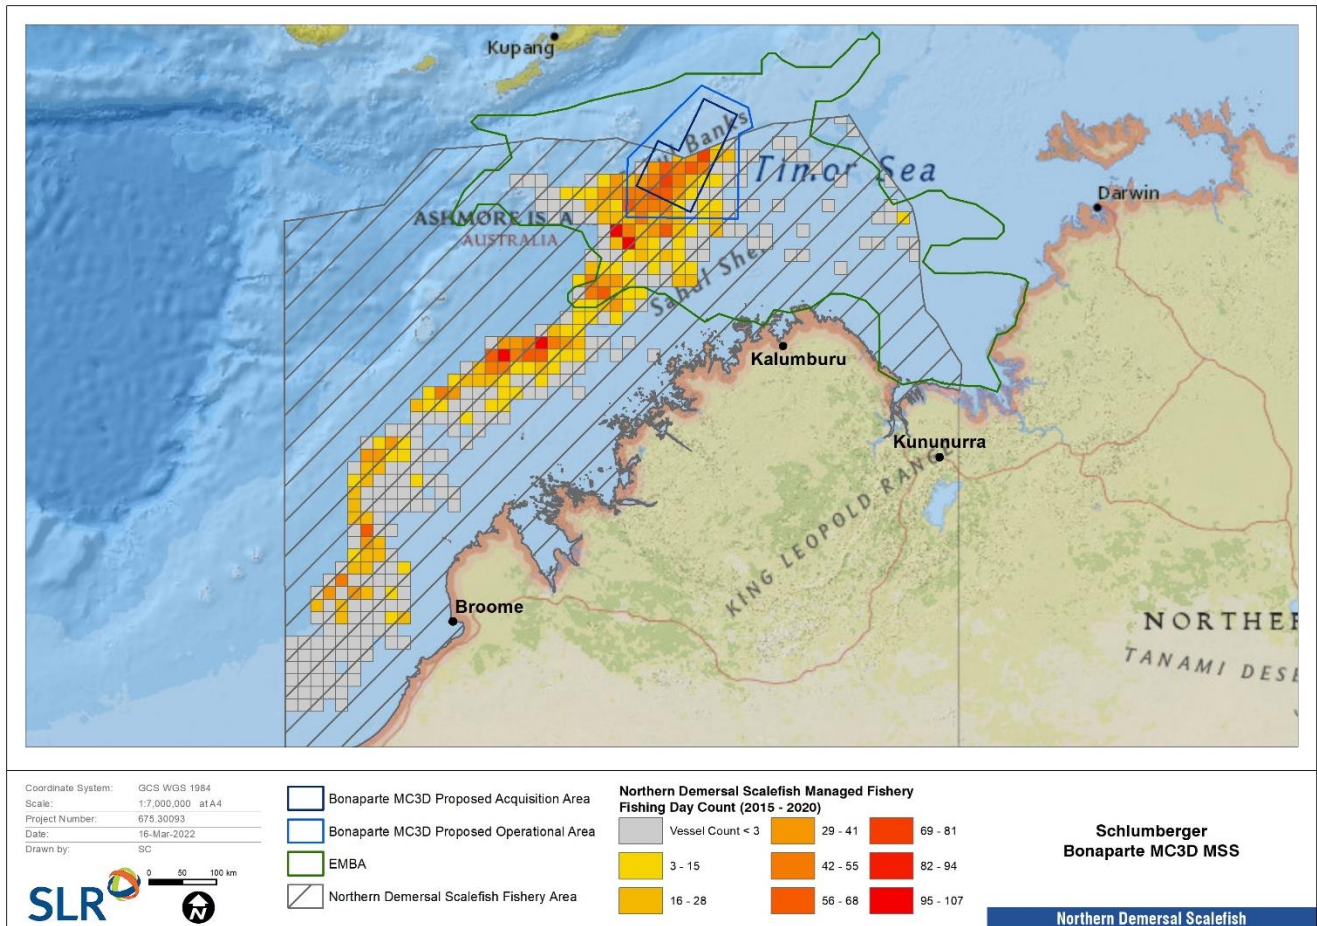 Kupang
Sahul Banks
Timor Sea
Darwin
ASHMORE IS. A
AUSTRALIA
Sahul Shel
Kalumburu
Kununurra
KING LEOPOLD RANG
Broome
NORTHER
TANAMI DESE
Coordinate System: GCS WGS 1984
Scale: 1:7,000,000 at A4
Project Number: 675.30093
Date: 16-Mar-2022
Drawn by: SC
0 50 100 km
SLR
N
Bonaparte MC3D Proposed Acquisition Area
Bonaparte MC3D Proposed Operational Area
EMBA
Northern Demersal Scalefish Fishery Area
Northern Demersal Scalefish Managed Fishery
Fishing Day Count (2015 - 2020)
Vessel Count < 3
3 - 15
16 - 28
29 - 41
42 - 55
56 - 68
69 - 81
82 - 94
95 - 107
Schlumberger
Bonaparte MC3D MSS
Northern Demersal Scalefish